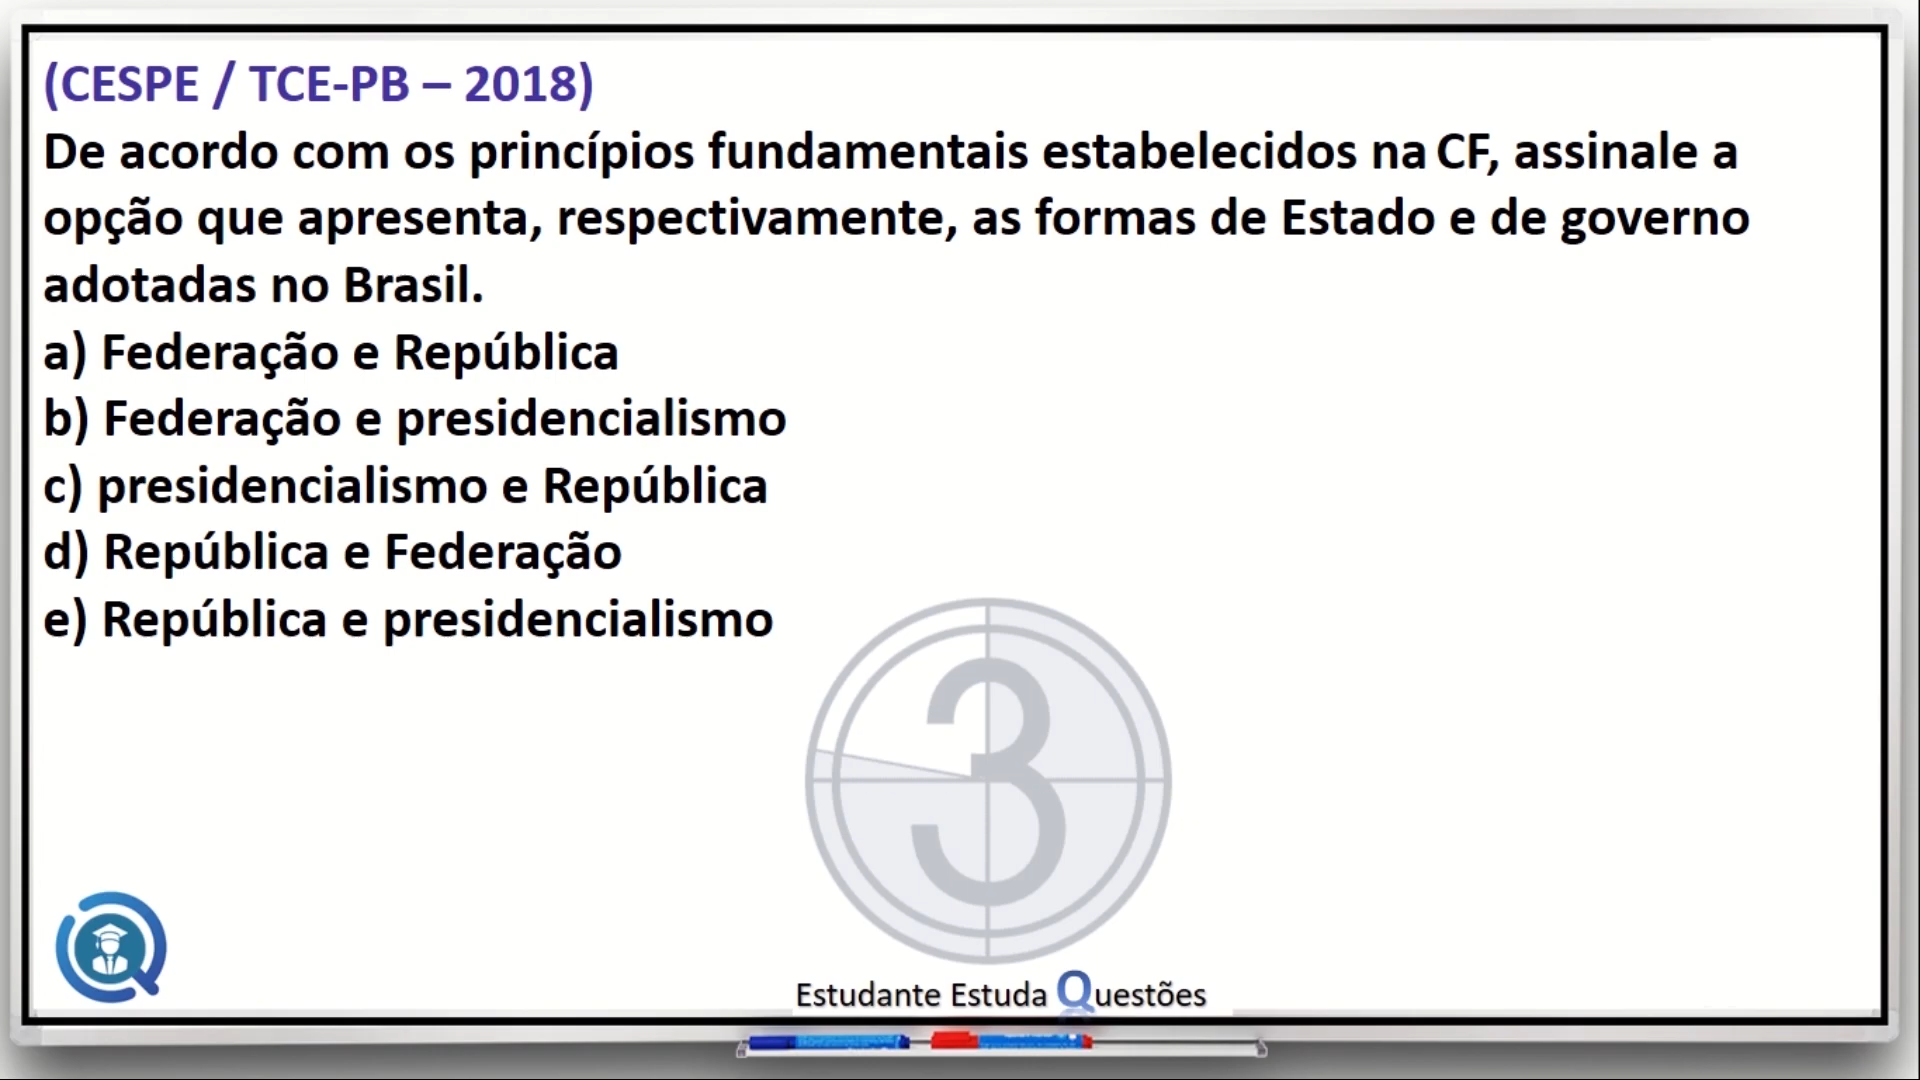 (CESPE / TCE-PB – 2018)
De acordo com os princípios fundamentais estabelecidos na CF, assinale a
opção que apresenta, respectivamente, as formas de Estado e de governo
adotadas no Brasil.
a) Federação e República
b) Federação e presidencialismo
c) presidencialismo e República
d) República e Federação
e) República e presidencialismo
3
Estudante Estuda Questões